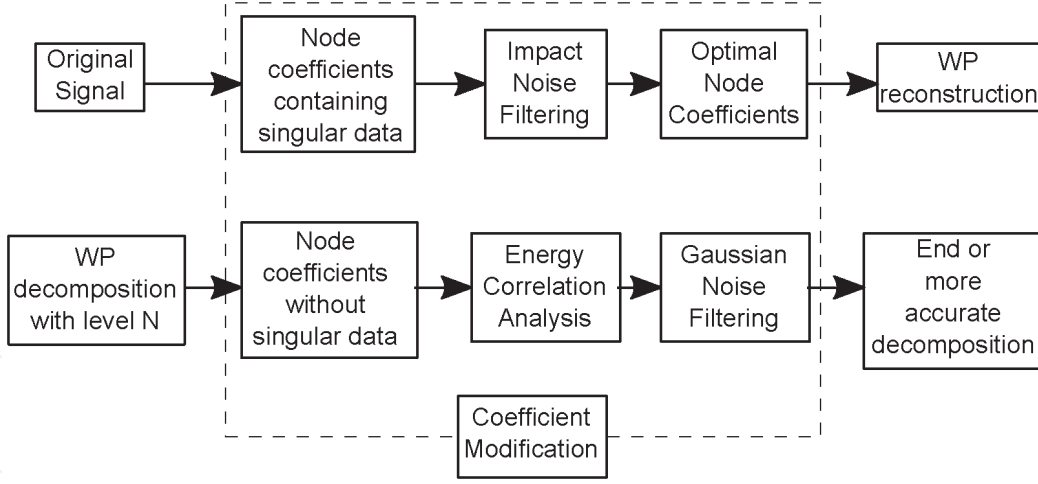 Original
Signal
Node
coefficients
containing
singular data
Impact
Noise
Filtering
Optimal
Node
Coefficients
WP
reconstruction
WP
decomposition
with level N
Node
coefficients
without
singular data
Energy
Correlation
Analysis
Gaussian
Noise
Filtering
End or
more
accurate
decomposition
Coefficient
Modification